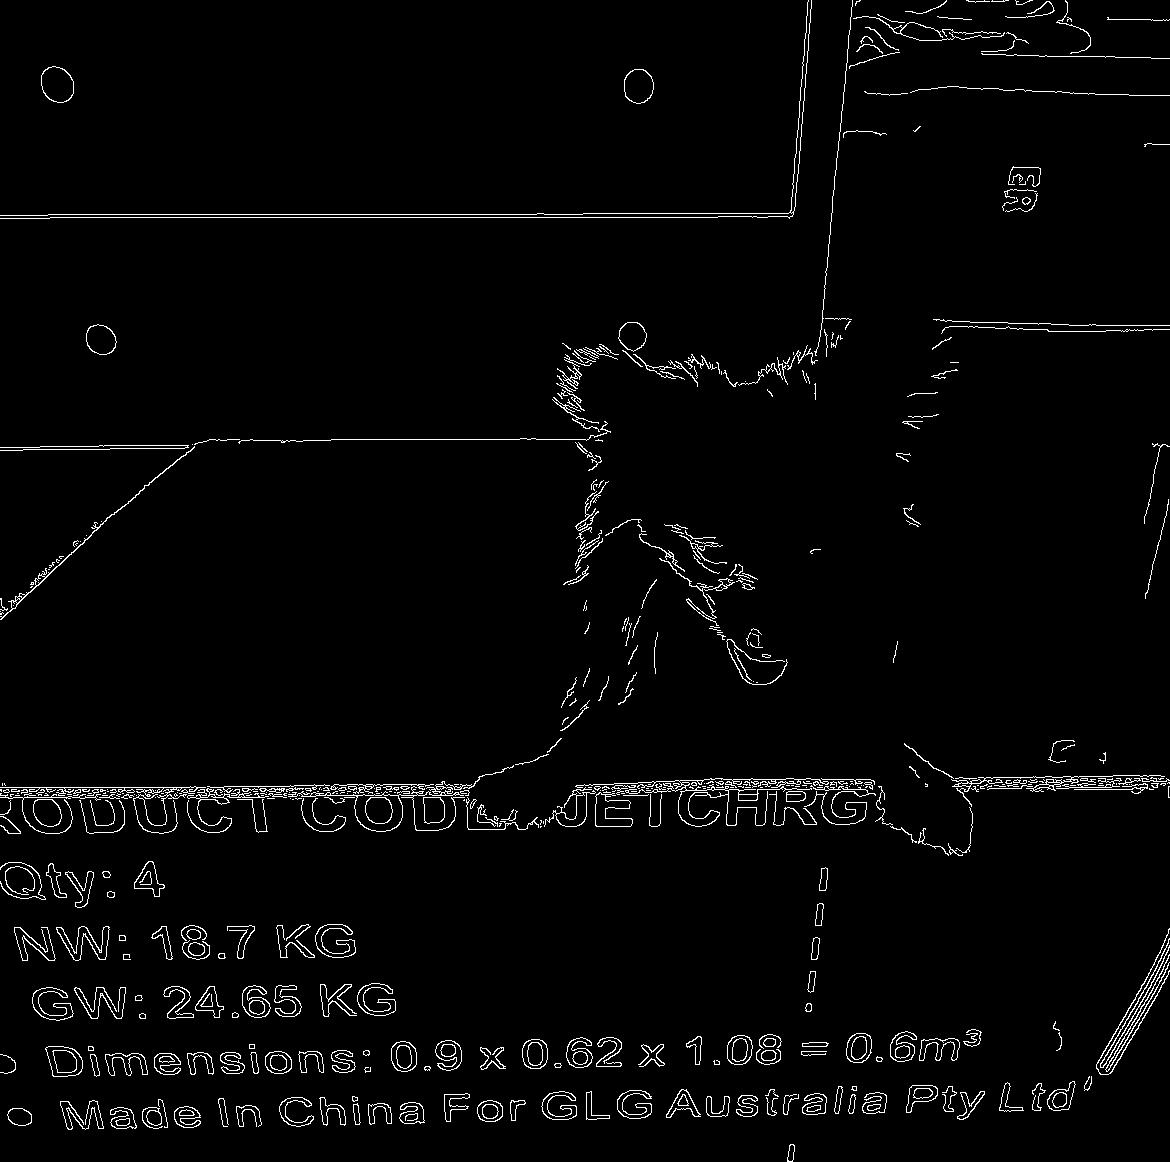 ER
RODUCT CODE JETCHRG
Qty: 4
NW: 18.7 KG
GW: 24.65 KG
Dimensions: 0.9 x 0.62 x 1.08 = 0.6m³
Made In China For GLG Australia Pty Ltd